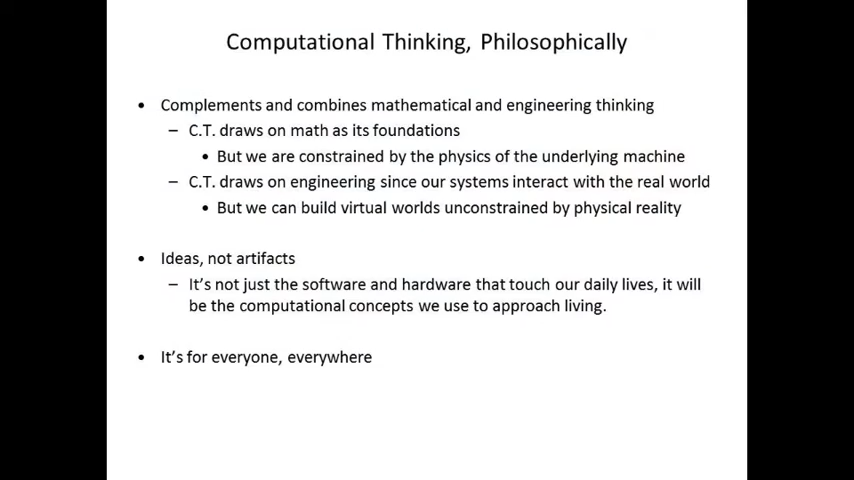 Computational Thinking, Philosophically
• Complements and combines mathematical and engineering thinking
– C.T. draws on math as its foundations
• But we are constrained by the physics of the underlying machine
– C.T. draws on engineering since our systems interact with the real world
• But we can build virtual worlds unconstrained by physical reality
• Ideas, not artifacts
– It’s not just the software and hardware that touch our daily lives, it will
be the computational concepts we use to approach living.
• It’s for everyone, everywhere